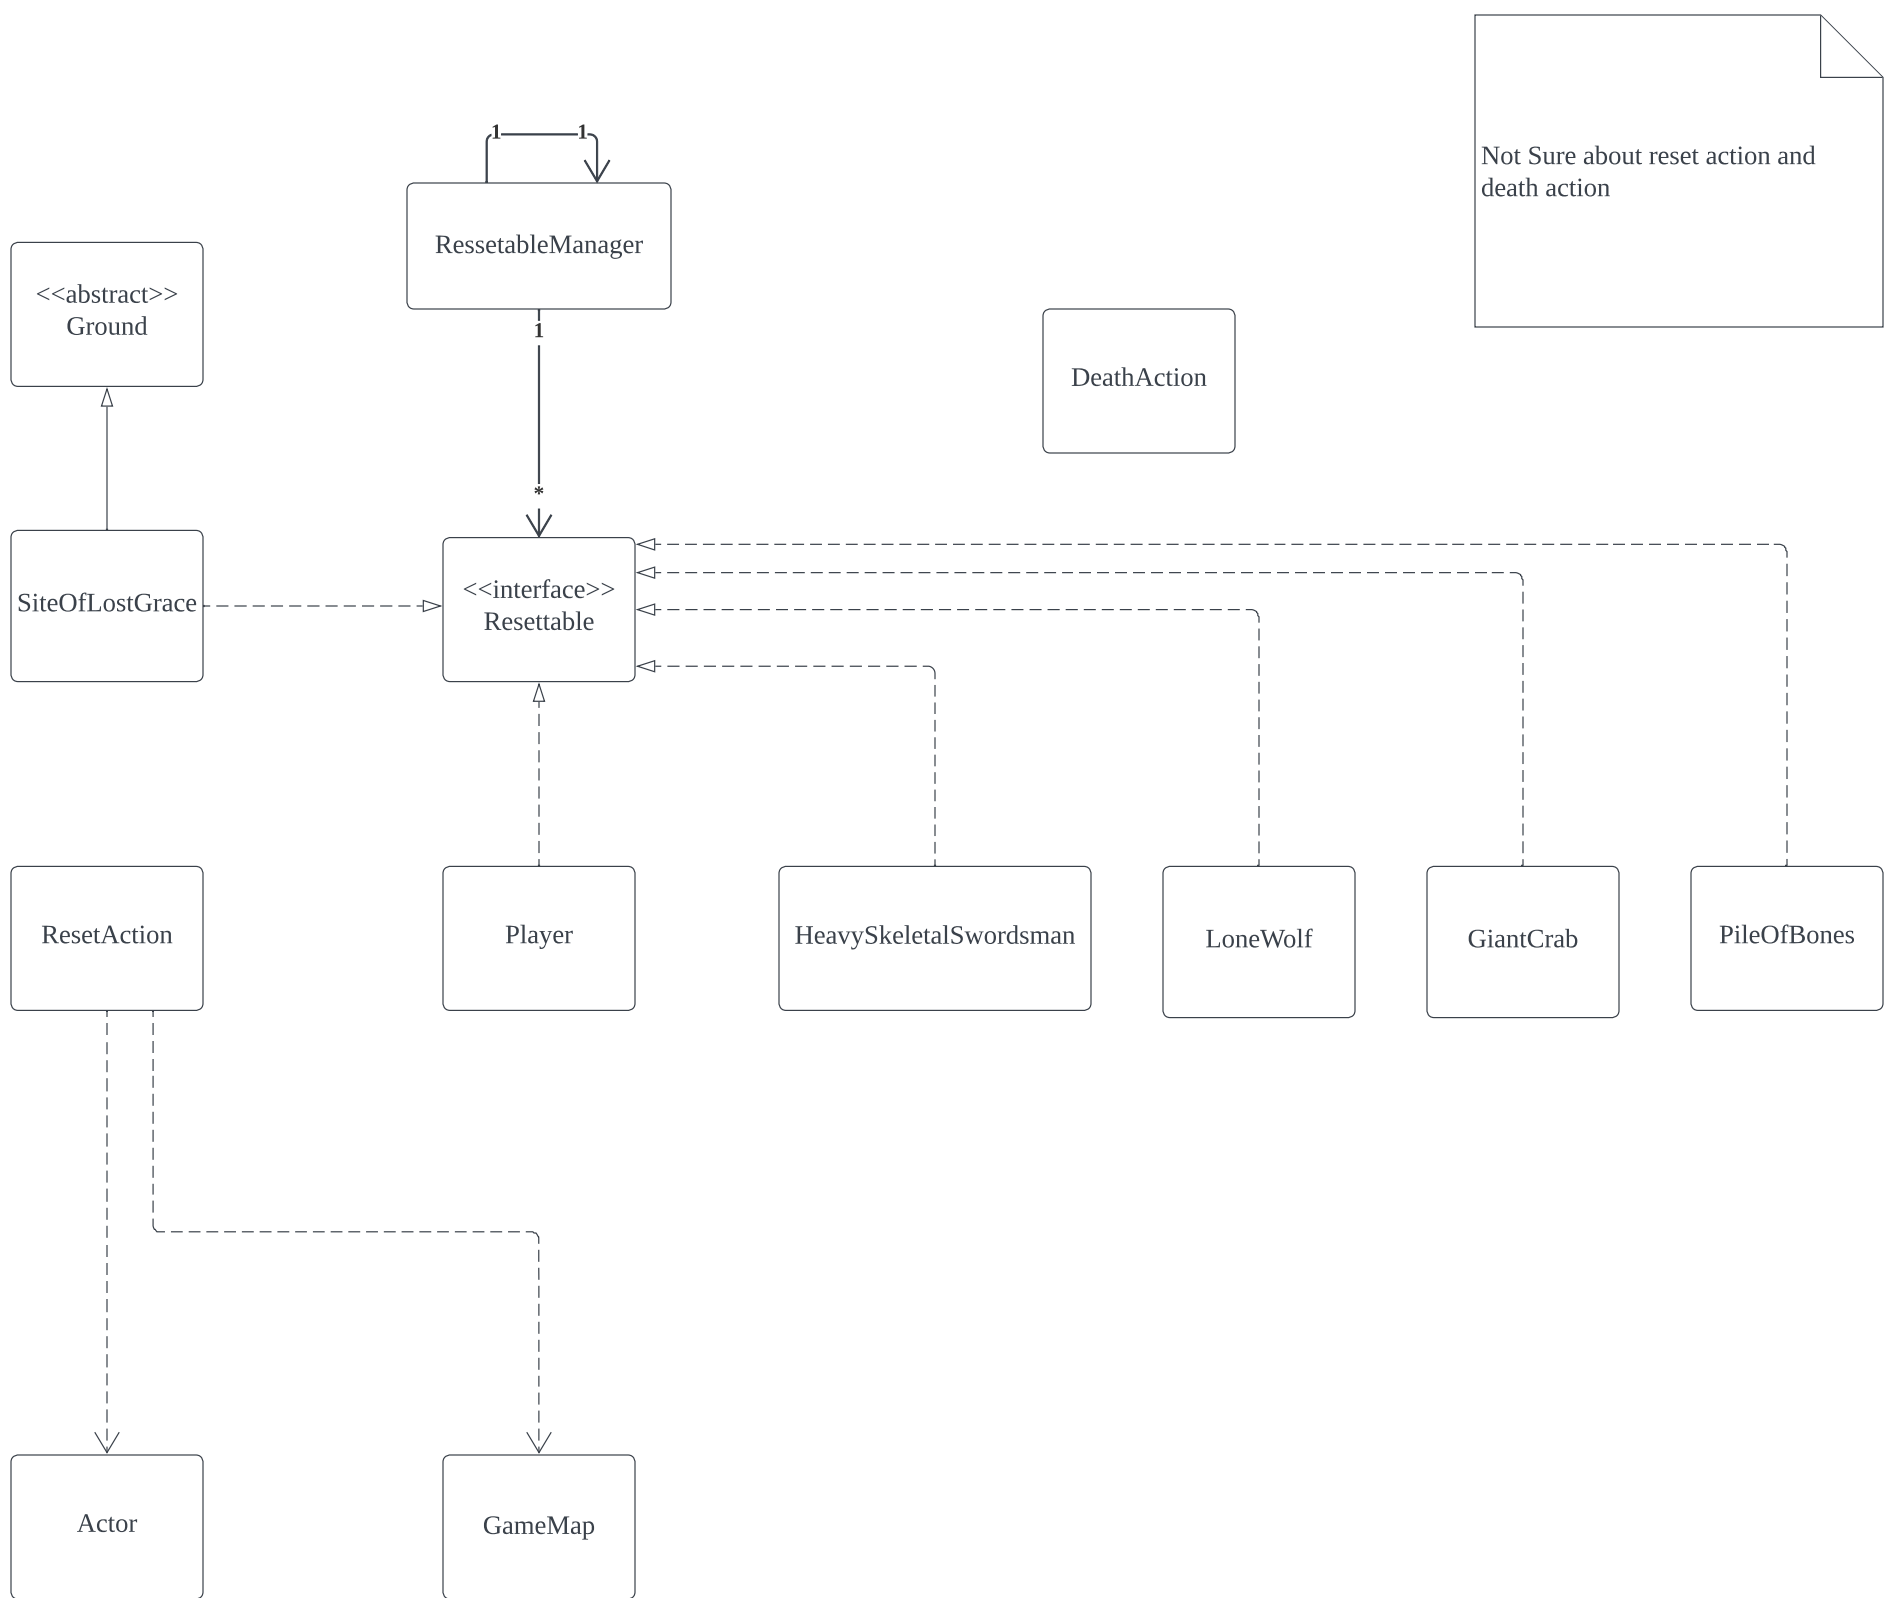 Not Sure about reset action and
death action
1 1
RessetableManager
<<abstract>>
Ground
1
DeathAction
*
SiteOfLostGrace
<<interface>>
Resettable
ResetAction
Player
HeavySkeletalSwordsman
LoneWolf
GiantCrab
PileOfBones
Actor
GameMap